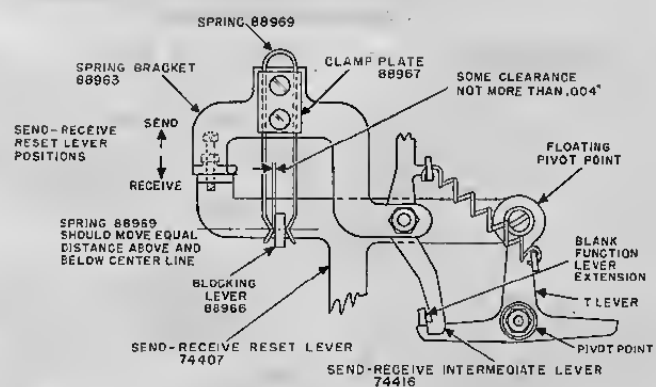 SPRING 88969
SPRING BRACKET
88963
CLAMP PLATE
88967
SOME CLEARANCE
NOT MORE THAN .004"
SEND-RECEIVE
RESET LEVER
POSITIONS
SEND
RECEIVE
FLOATING
PIVOT POINT
SPRING 88969
SHOULD MOVE EQUAL
DISTANCE ABOVE AND
BELOW CENTER LINE
BLOCKING
LEVER
88966
BLANK
FUNCTION
LEVER
EXTENSION
T LEVER
PIVOT POINT
SEND-RECEIVE RESET LEVER
74407
SEND-RECEIVE INTERMEDIATE LEVER
74416